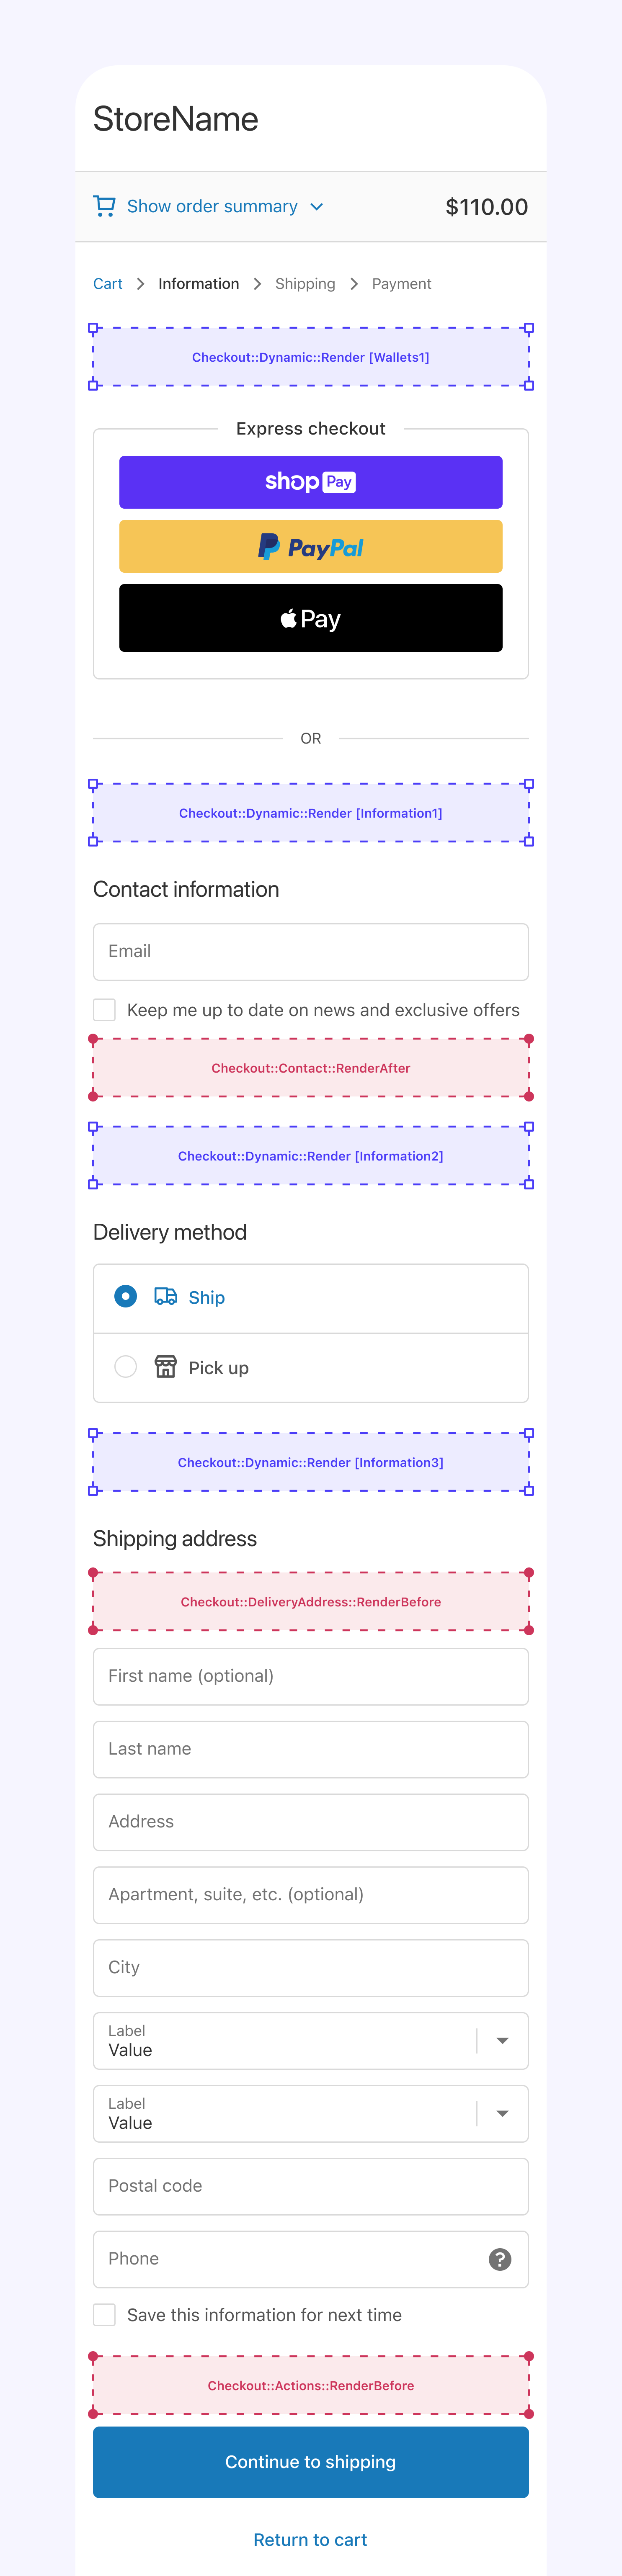 StoreName
Show order summary
$110.00
Cart > Information > Shipping > Payment
Checkout::Dynamic::Render [Wallets1]
Express checkout
shop Pay
PayPal
Pay
OR
Checkout::Dynamic::Render [Information1]
Contact information
Email
Keep me up to date on news and exclusive offers
Checkout::Contact::RenderAfter
Checkout::Dynamic::Render [Information2]
Delivery method
Ship
Pick up
Checkout::Dynamic::Render [Information3]
Shipping address
Checkout::DeliveryAddress::RenderBefore
First name (optional)
Last name
Address
Apartment, suite, etc. (optional)
City
Label
Value
Label
Value
Postal code
Phone
?
Save this information for next time
Checkout::Actions::RenderBefore
Continue to shipping
Return to cart